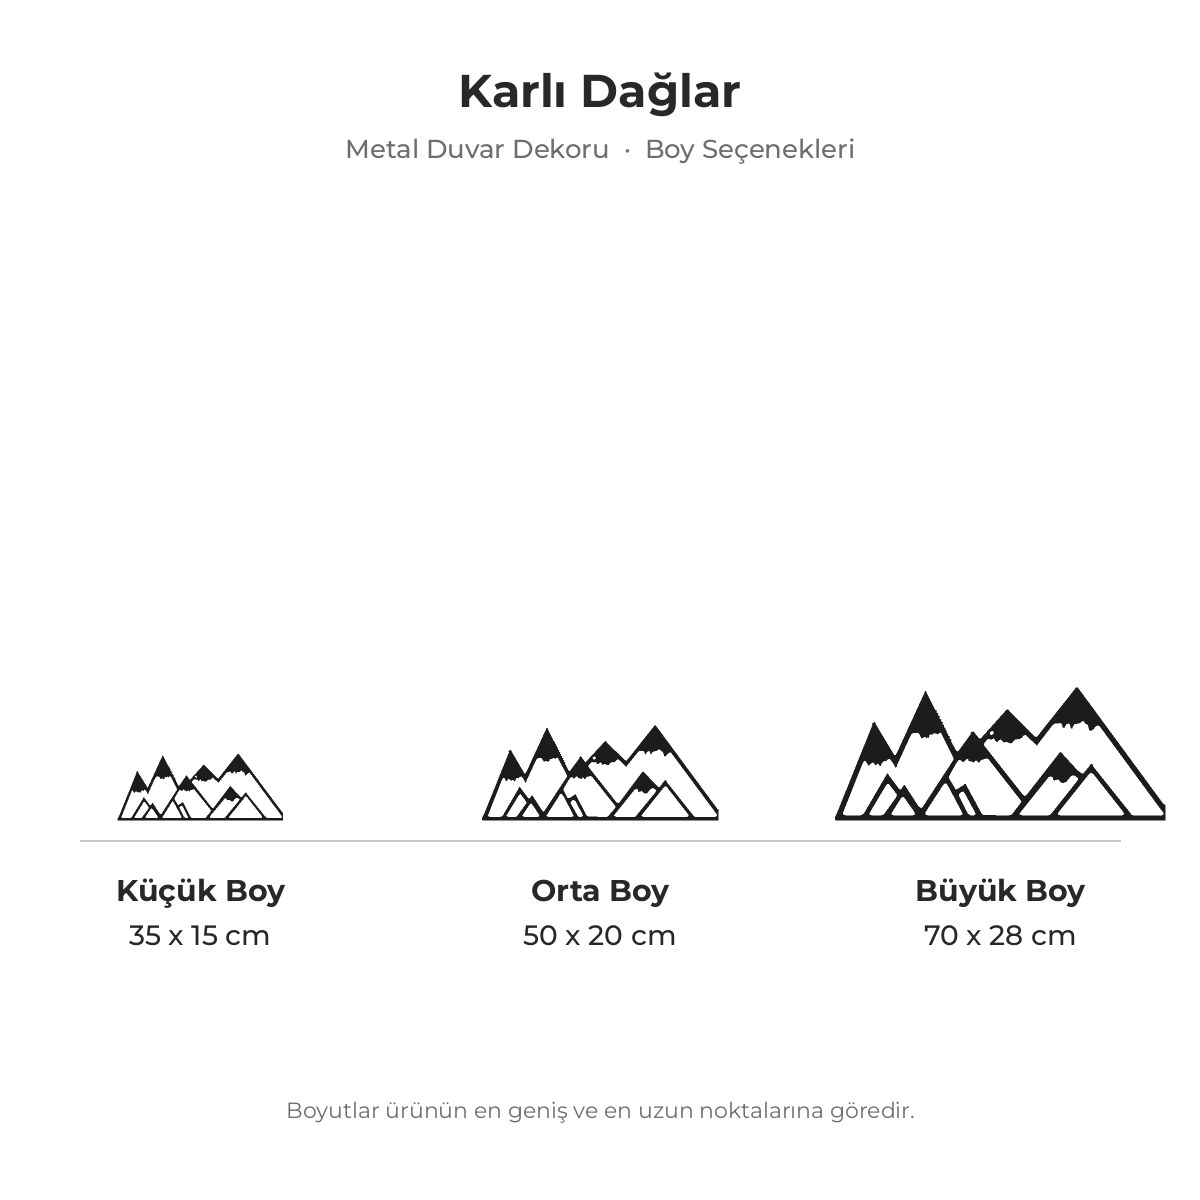 Karlı Dağlar
Metal Duvar Dekoru · Boy Seçenekleri
Küçük Boy
35 x 15 cm
Orta Boy
50 x 20 cm
Büyük Boy
70 x 28 cm
Boyutlar ürünün en geniş ve en uzun noktalarına göredir.